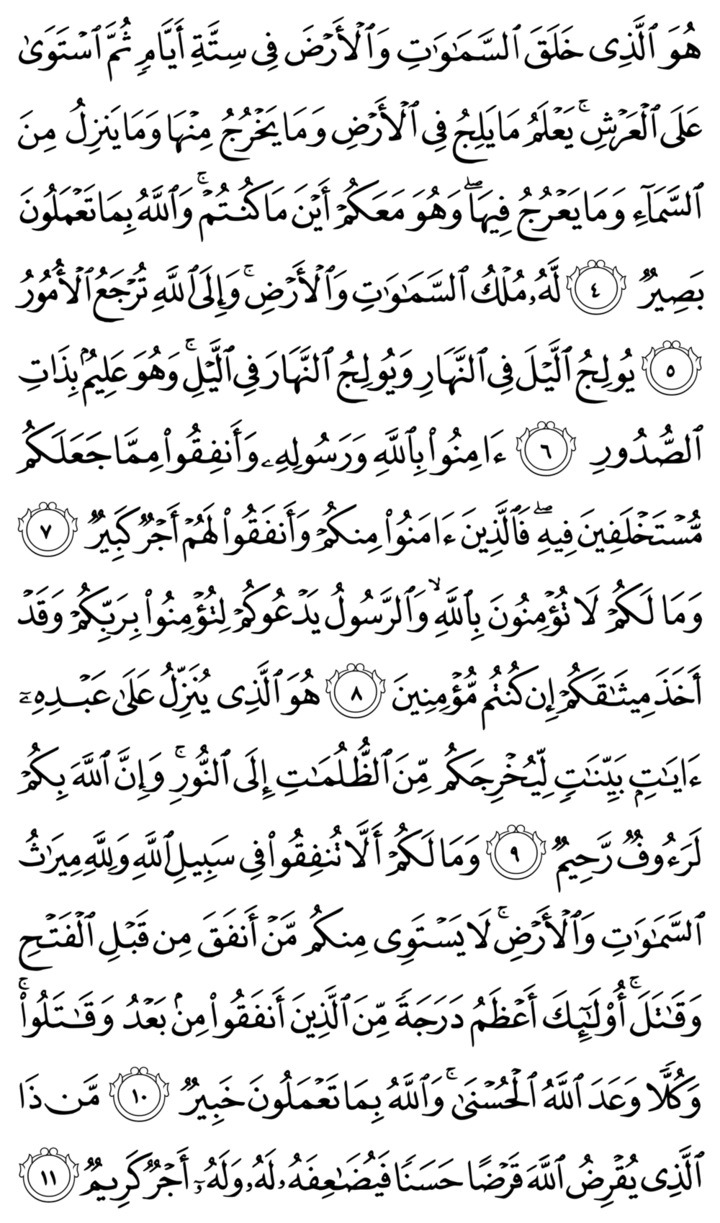 هُوَ ٱلَّذِى خَلَقَ ٱلسَّمَٰوَٰتِ وَٱلْأَرْضَ فِى سِتَّةِ أَيَّامٍ ثُمَّ ٱسْتَوَىٰ
عَلَى ٱلْعَرْشِ ۚ يَعْلَمُ مَا يَلِجُ فِى ٱلْأَرْضِ وَمَا يَخْرُجُ مِنْهَا وَمَا يَنزِلُ مِنَ
ٱلسَّمَآءِ وَمَا يَعْرُجُ فِيهَا ۖ وَهُوَ مَعَكُمْ أَيْنَ مَا كُنتُمْ ۚ وَٱللَّهُ بِمَا تَعْمَلُونَ
بَصِيرٌ ٤ لَّهُۥ مُلْكُ ٱلسَّمَٰوَٰتِ وَٱلْأَرْضِ ۚ وَإِلَى ٱللَّهِ تُرْجَعُ ٱلْأُمُورُ
٥ يُولِجُ ٱلَّيْلَ فِى ٱلنَّهَارِ وَيُولِجُ ٱلنَّهَارَ فِى ٱلَّيْلِ ۚ وَهُوَ عَلِيمٌۢ بِذَاتِ
ٱلصُّدُورِ ٦ ءَامِنُوا۟ بِٱللَّهِ وَرَسُولِهِۦ وَأَنفِقُوا۟ مِمَّا جَعَلَكُم
مُّسْتَخْلَفِينَ فِيهِ ۖ فَٱلَّذِينَ ءَامَنُوا۟ مِنكُمْ وَأَنفَقُوا۟ لَهُمْ أَجْرٌ كَبِيرٌ ٧
وَمَا لَكُمْ لَا تُؤْمِنُونَ بِٱللَّهِ ۙ وَٱلرَّسُولُ يَدْعُوكُمْ لِتُؤْمِنُوا۟ بِرَبِّكُمْ وَقَدْ
أَخَذَ مِيثَٰقَكُمْ إِن كُنتُم مُّؤْمِنِينَ ٨ هُوَ ٱلَّذِى يُنَزِّلُ عَلَىٰ عَبْدِهِۦٓ
ءَايَٰتٍۭ بَيِّنَٰتٍ لِّيُخْرِجَكُم مِّنَ ٱلظُّلُمَٰتِ إِلَى ٱلنُّورِ ۚ وَإِنَّ ٱللَّهَ بِكُمْ
لَرَءُوفٌ رَّحِيمٌ ٩ وَمَا لَكُمْ أَلَّا تُنفِقُوا۟ فِى سَبِيلِ ٱللَّهِ وَلِلَّهِ مِيرَٰثُ
ٱلسَّمَٰوَٰتِ وَٱلْأَرْضِ ۚ لَا يَسْتَوِى مِنكُم مَّنْ أَنفَقَ مِن قَبْلِ ٱلْفَتْحِ
وَقَٰتَلَ ۚ أُو۟لَٰٓئِكَ أَعْظَمُ دَرَجَةً مِّنَ ٱلَّذِينَ أَنفَقُوا۟ مِنۢ بَعْدُ وَقَٰتَلُوا۟ ۚ
وَكُلًّا وَعَدَ ٱللَّهُ ٱلْحُسْنَىٰ ۚ وَٱللَّهُ بِمَا تَعْمَلُونَ خَبِيرٌ ١٠ مَّن ذَا
ٱلَّذِى يُقْرِضُ ٱللَّهَ قَرْضًا حَسَنًا فَيُضَٰعِفَهُۥ لَهُۥ وَلَهُۥٓ أَجْرٌ كَرِيمٌ ١١